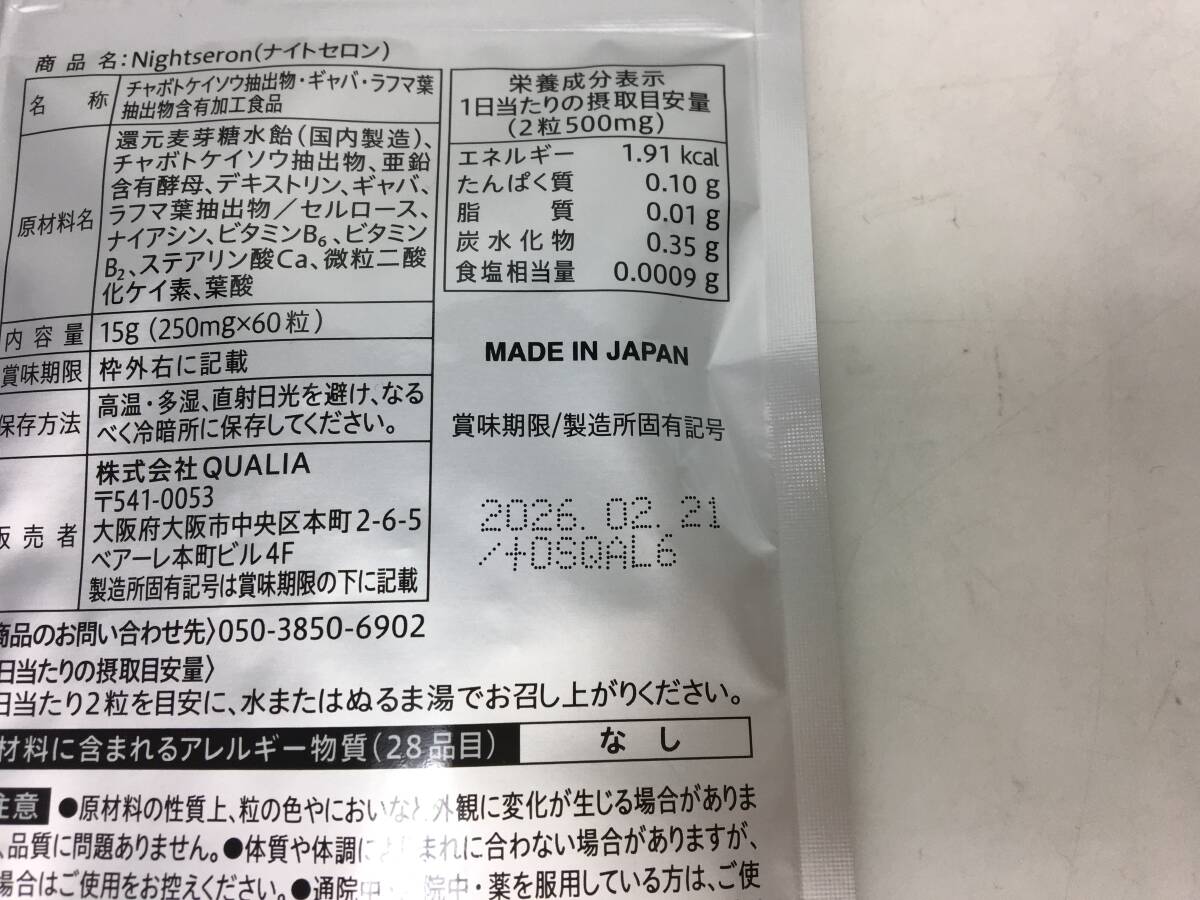 商品名:Nightseron(ナイトセロン)
名称 チャボトケイソウ抽出物・ギャバ・ラフマ葉
抽出物含有加工食品
原材料名 還元麦芽糖水飴(国内製造)、
チャボトケイソウ抽出物、亜鉛
含有酵母、デキストリン、ギャバ、
ラフマ葉抽出物/セルロース、
ナイアシン、ビタミンB6、ビタミン
B2、ステアリン酸Ca、微粒二酸
化ケイ素、葉酸
内容量 15g (250mg×60粒)
賞味期限 枠外右に記載
保存方法 高温・多湿、直射日光を避け、なる
べく冷暗所に保存してください。
販売者 株式会社QUALIA
〒541-0053
大阪府大阪市中央区本町2-6-5
ベアーレ本町ビル4F
製造所固有記号は賞味期限の下に記載
栄養成分表示
1日当たりの摂取目安量
(2粒500mg)
エネルギー 1.91 kcal
たんぱく質 0.10 g
脂質 0.01 g
炭水化物 0.35 g
食塩相当量 0.0009 g
MADE IN JAPAN
賞味期限/製造所固有記号
2026.02.21
/+OSQAL6
商品のお問い合わせ先〉050-3850-6902
日当たりの摂取目安量〉
日当たり2粒を目安に、水またはぬるま湯でお召し上がりください。
材料に含まれるアレルギー物質(28品目) なし
注意 ●原材料の性質上、粒の色やにおいなど、外観に変化が生じる場合がありま
、品質に問題ありません。●体質や体調によりまれに合わない場合がありますが、
場合はご使用をお控えください。●通院中・ 院中・薬を服用している方は、ご使